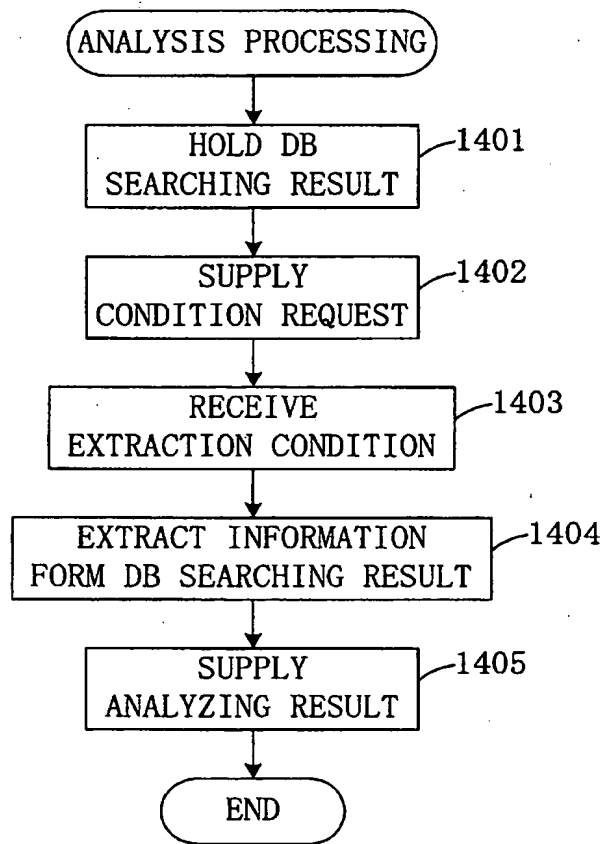 ANALYSIS PROCESSING
HOLD DB
SEARCHING RESULT
1401
SUPPLY
CONDITION REQUEST
1402
RECEIVE
EXTRACTION CONDITION
1403
EXTRACT INFORMATION
FORM DB SEARCHING RESULT
1404
SUPPLY
ANALYZING RESULT
1405
END